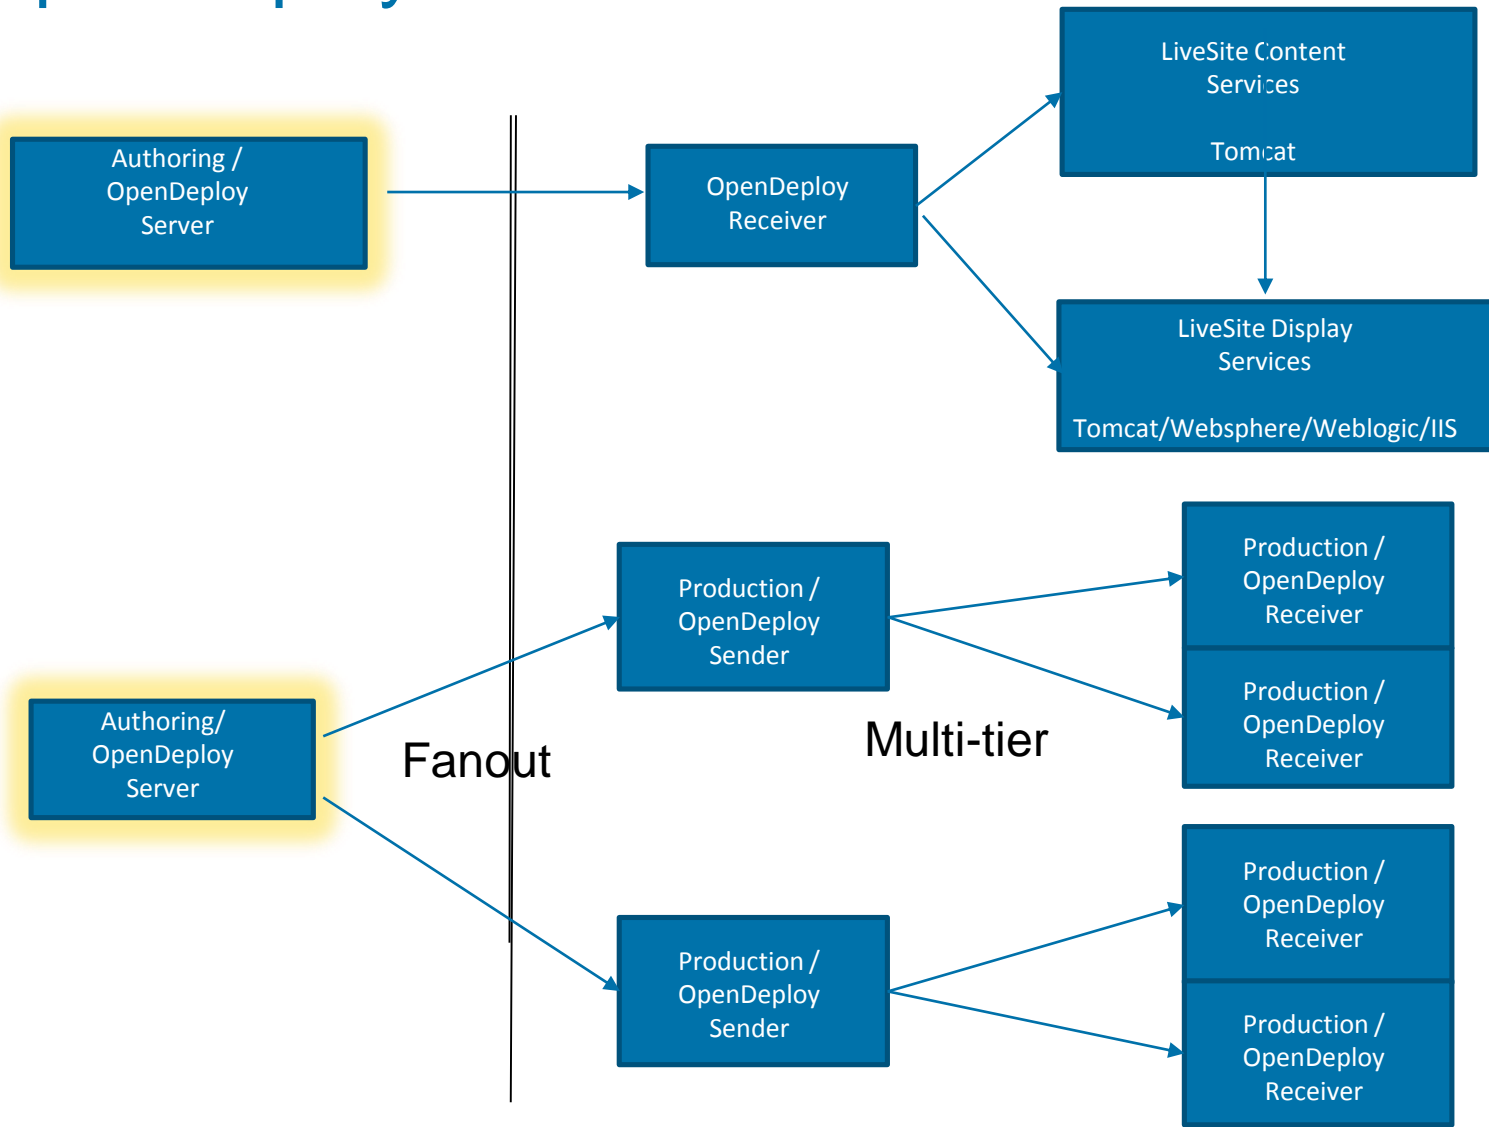 LiveSite Content
Services
Tomcat
Authoring /
OpenDeploy
Server
OpenDeploy
Receiver
LiveSite Display
Services
Tomcat/Websphere/Weblogic/IIS
Production /
OpenDeploy
Receiver
Production /
OpenDeploy
Sender
Production /
OpenDeploy
Receiver
Authoring/
OpenDeploy
Server
Fanout
Multi-tier
Production /
OpenDeploy
Receiver
Production /
OpenDeploy
Sender
Production /
OpenDeploy
Receiver